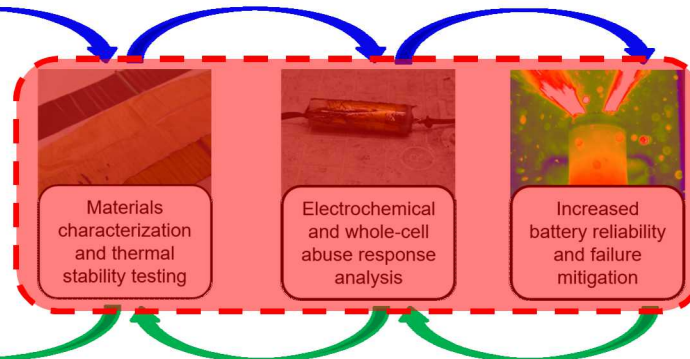 Materials
characterization
and thermal
stability testing
Electrochemical
and whole-cell
abuse response
analysis
Increased
battery reliability
and failure
mitigation